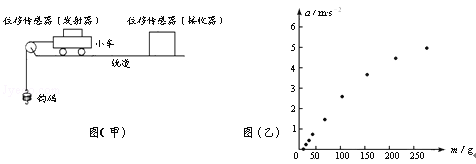 位移传感器（发射器）
位移传感器（接收器）
小车
轨道
钩码
图（甲）
图（乙）
a/m·s⁻²
6
5
4
3
2
1
0
50
100
150
200
250
m/g。